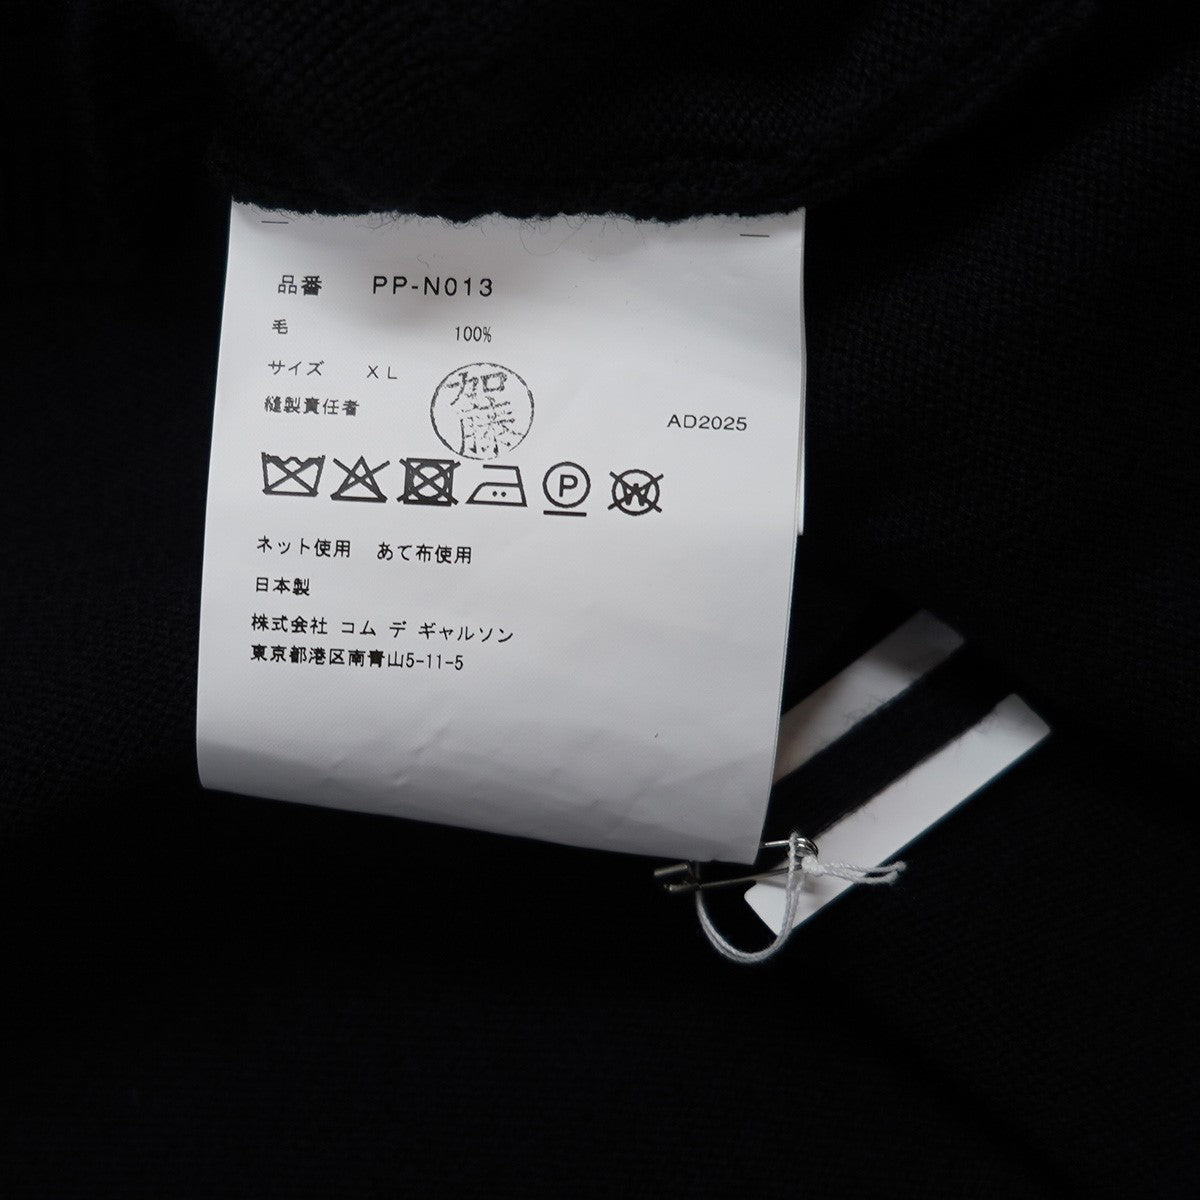 品番 PP-N013
毛 100%
サイズ XL
縫製責任者 加藤
AD2025
P W
ネット使用 あて布使用
日本製
株式会社 コム デ ギャルソン
東京都港区南青山5-11-5